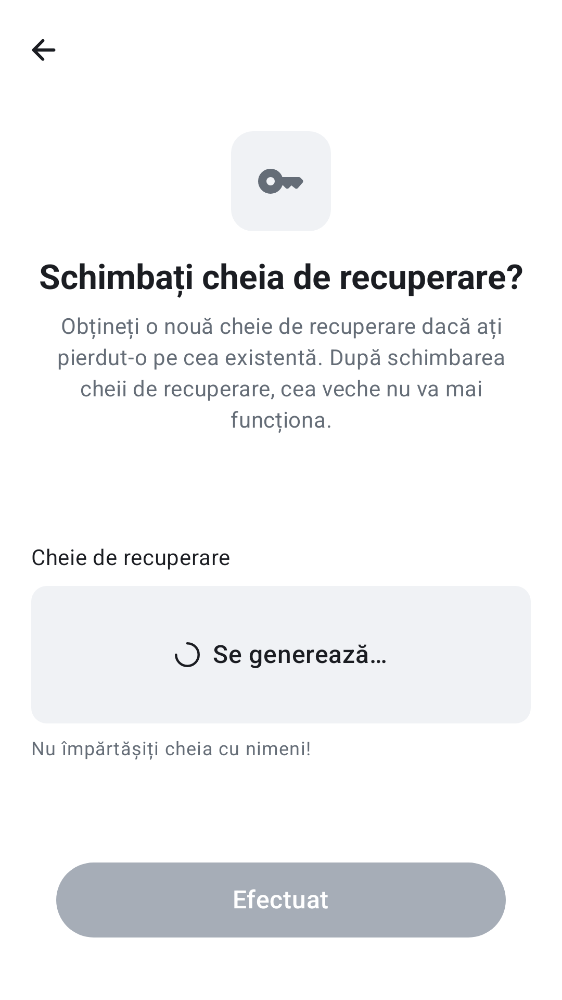 Schimbați cheia de recuperare?
Obțineți o nouă cheie de recuperare dacă ați
pierdut-o pe cea existentă. După schimbarea
cheii de recuperare, cea veche nu va mai
funcționa.
Cheie de recuperare
Se generează…
Nu împărtășiți cheia cu nimeni!
Efectuat